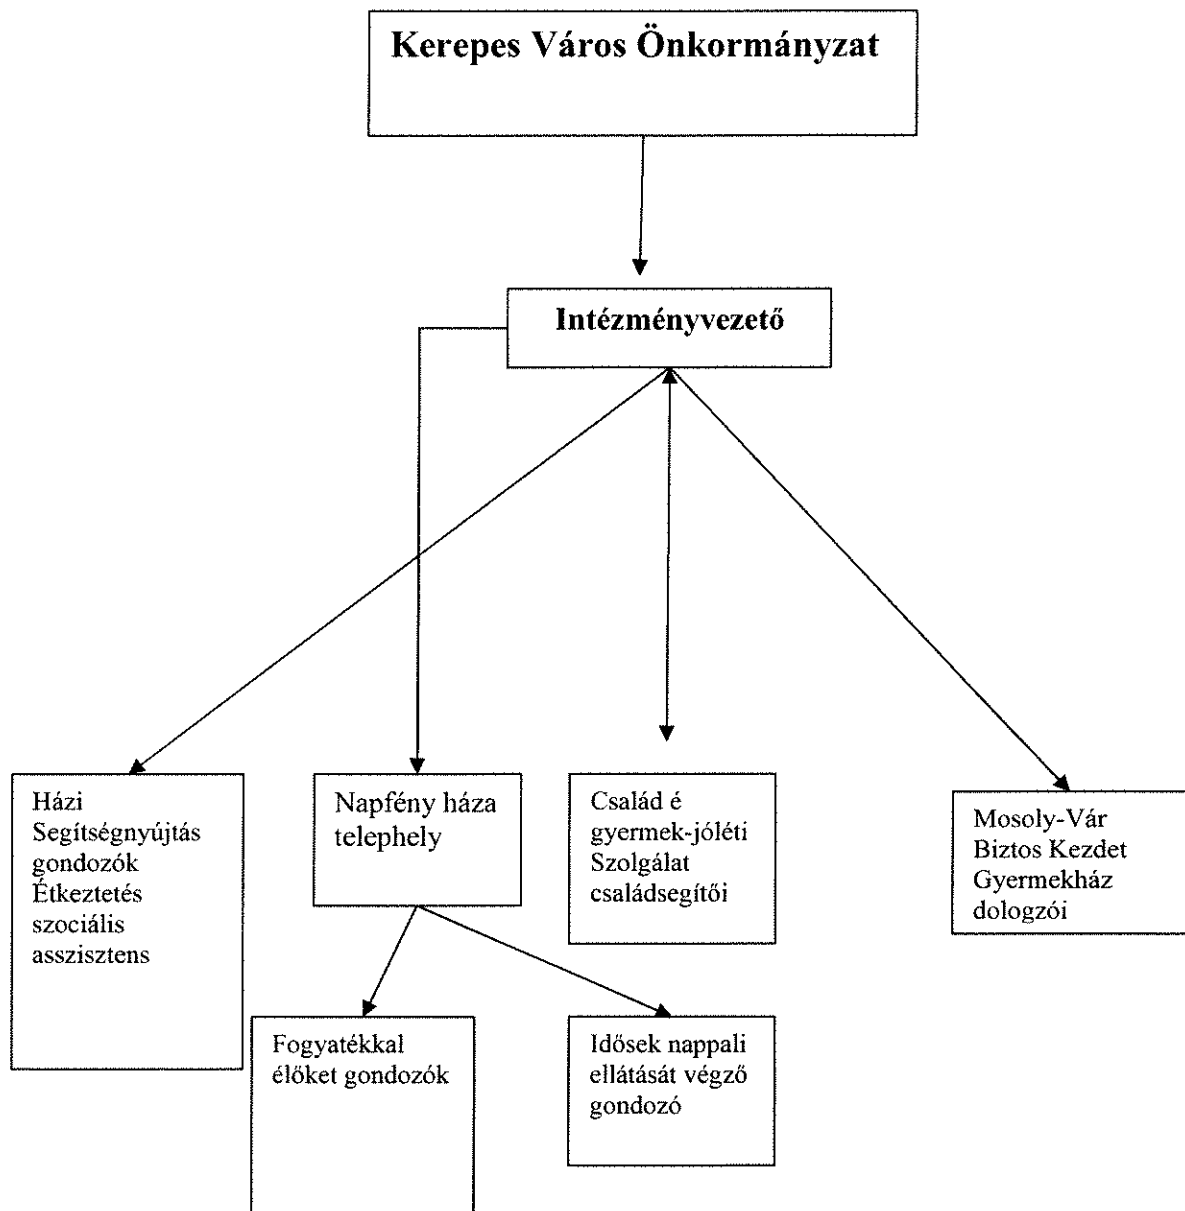 Kerepes Város Önkormányzat
Intézményvezető
Házi
Segítségnyújtás
gondozók
Étkeztetés
szociális
asszisztens
Napfény háza
telephely
Család é
gyermek-jóléti
Szolgálat
családsegítői
Mosoly-Vár
Biztos Kezdet
Gyermekház
dologzói
Fogyatékkal
élőket gondozók
Idősek nappali
ellátását végző
gondozó